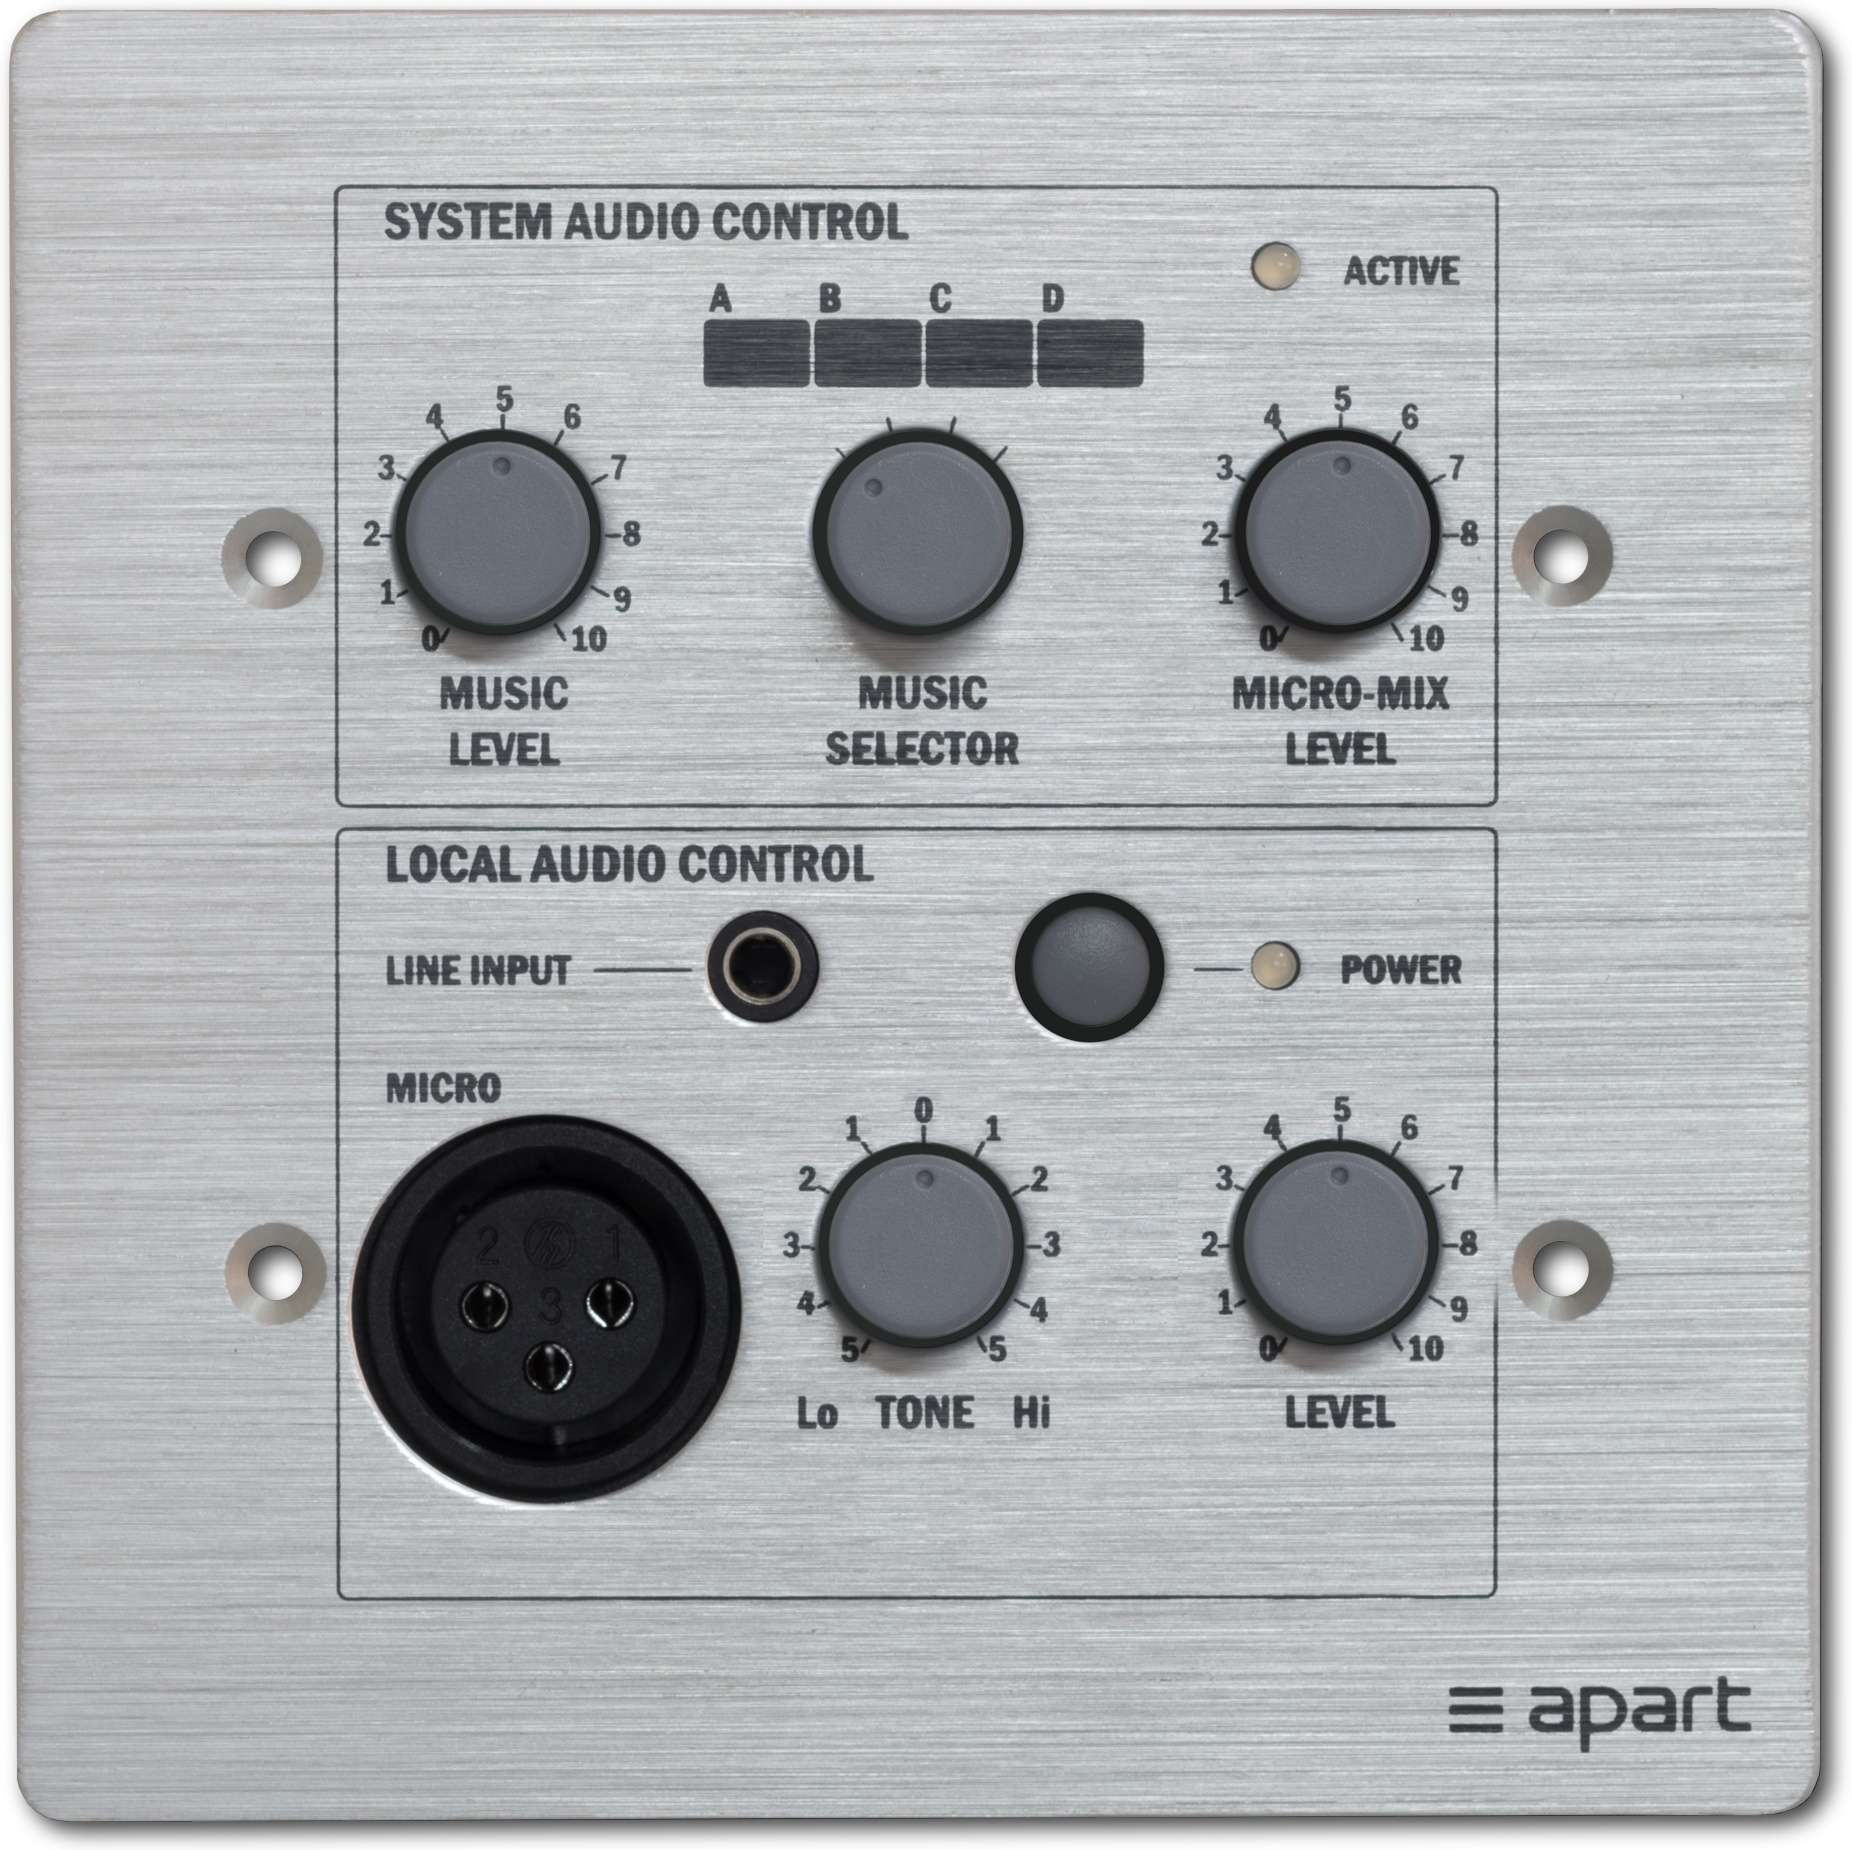 SYSTEM AUDIO CONTROL
ACTIVE
A B C D
0 1 2 3 4 5 6 7 8 9 10
MUSIC
LEVEL
MUSIC
SELECTOR
0 1 2 3 4 5 6 7 8 9 10
MICRO-MIX
LEVEL
LOCAL AUDIO CONTROL
LINE INPUT
POWER
MICRO
2 1
3
5 4 3 2 1 0 1 2 3 4 5
Lo TONE Hi
0 1 2 3 4 5 6 7 8 9 10
LEVEL
apart